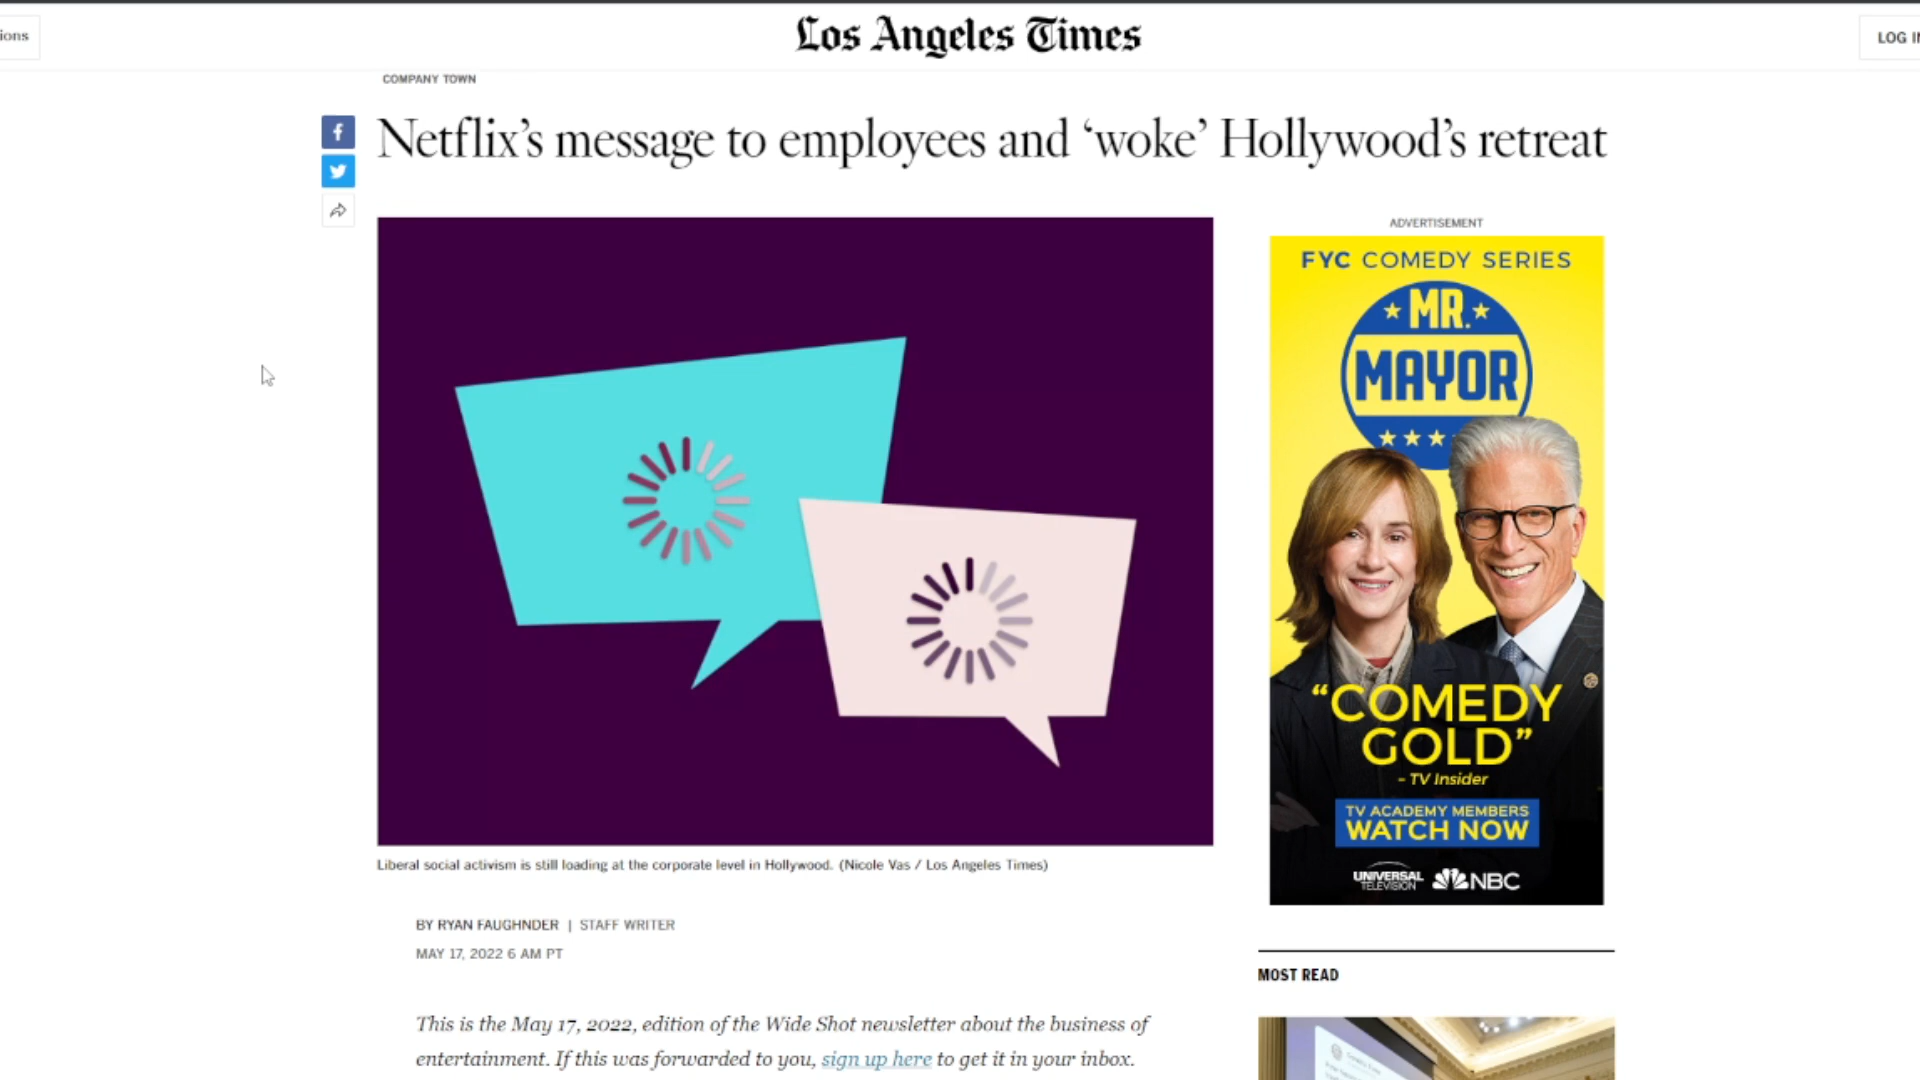 ions
Los Angeles Times
LOG IN
COMPANY TOWN
Netflix's message to employees and ‘woke’ Hollywood's retreat
ADVERTISEMENT
FYC COMEDY SERIES
MR.
MAYOR
“COMEDY
GOLD”
- TV Insider
TV ACADEMY MEMBERS
WATCH NOW
UNIVERSAL
TELEVISION
NBC
Liberal social activism is still loading at the corporate level in Hollywood. (Nicole Vas / Los Angeles Times)
BY RYAN FAUGHNDER | STAFF WRITER
MAY 17, 2022 6 AM PT
MOST READ
This is the May 17, 2022, edition of the Wide Shot newsletter about the business of
entertainment. If this was forwarded to you, sign up here to get it in your inbox.